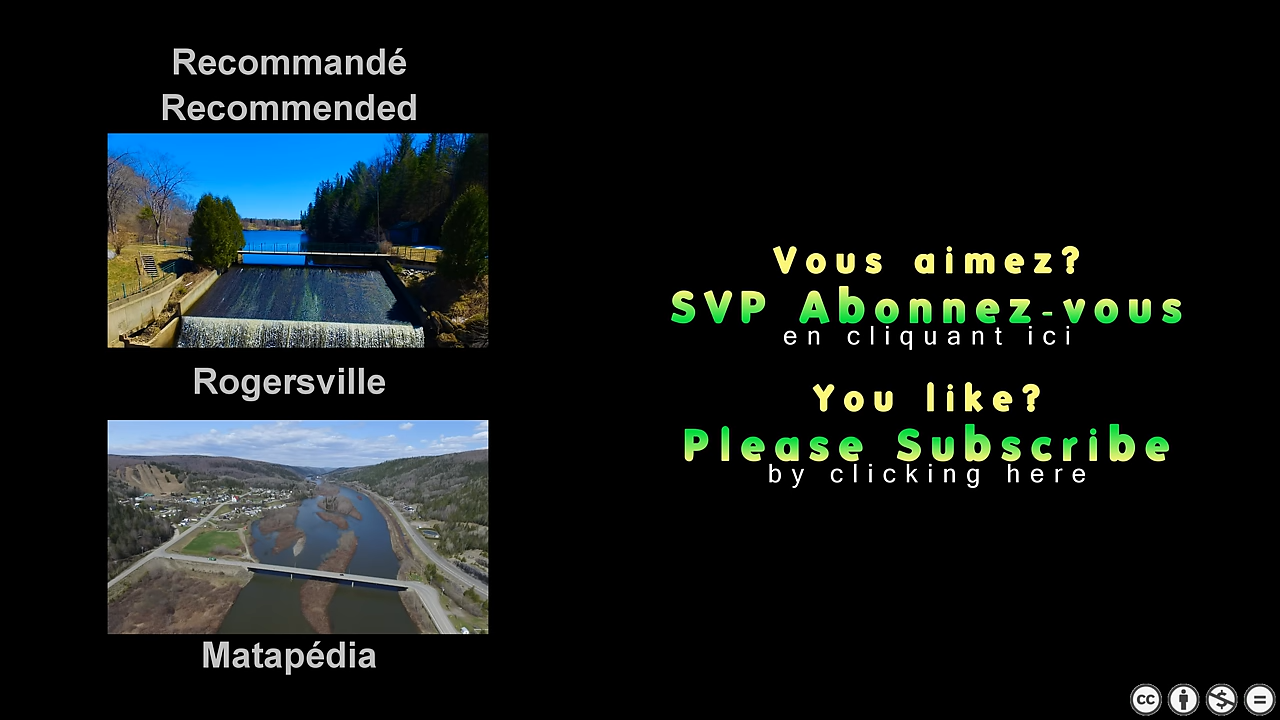 Recommandé
Recommended
Rogersville
Matapédia
Vous aimez?
SVP Abonnez-vous
en cliquant ici
You like?
Please Subscribe
by clicking here
cc